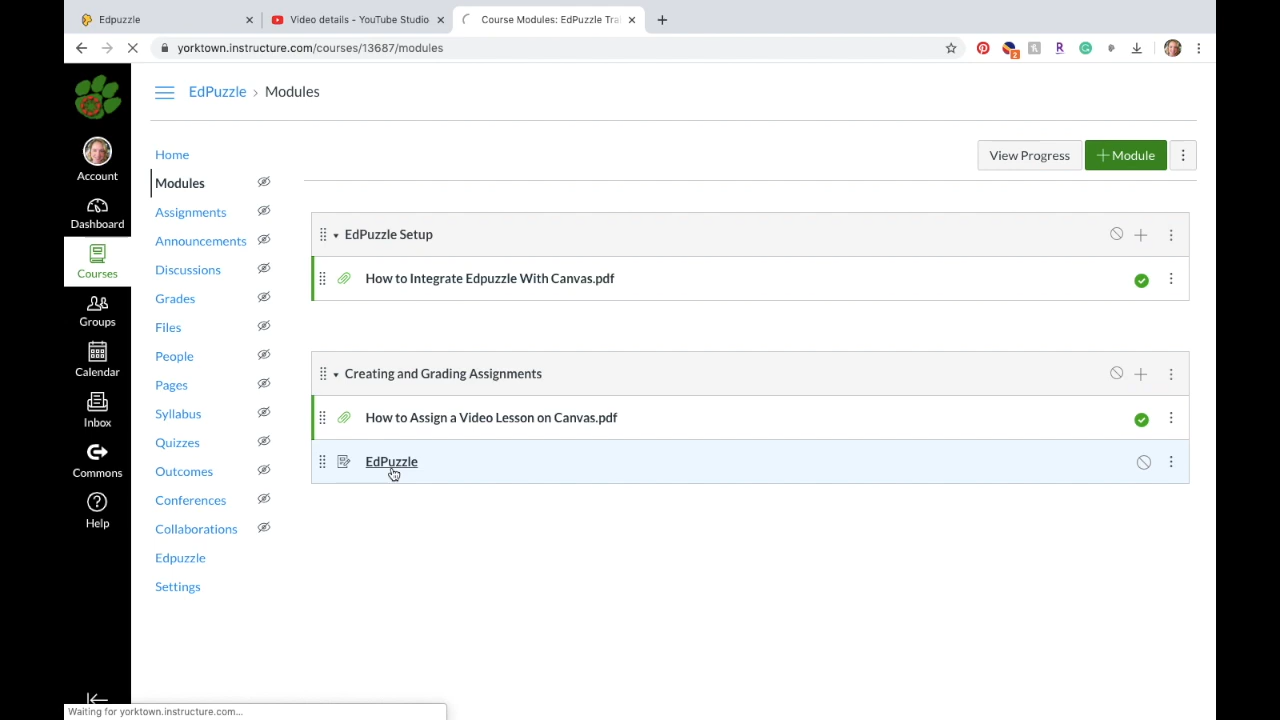 Edpuzzle
Video details - YouTube Studio
Course Modules: EdPuzzle Trai
yorktown.instructure.com/courses/13687/modules
2
R
EdPuzzle › Modules
Account
Dashboard
Courses
Groups
Calendar
Inbox
Commons
Help
Home
Modules
Assignments
Announcements
Discussions
Grades
Files
People
Pages
Syllabus
Quizzes
Outcomes
Conferences
Collaborations
Edpuzzle
Settings
View Progress
+ Module
EdPuzzle Setup
How to Integrate Edpuzzle With Canvas.pdf
Creating and Grading Assignments
How to Assign a Video Lesson on Canvas.pdf
EdPuzzle
Waiting for yorktown.instructure.com...